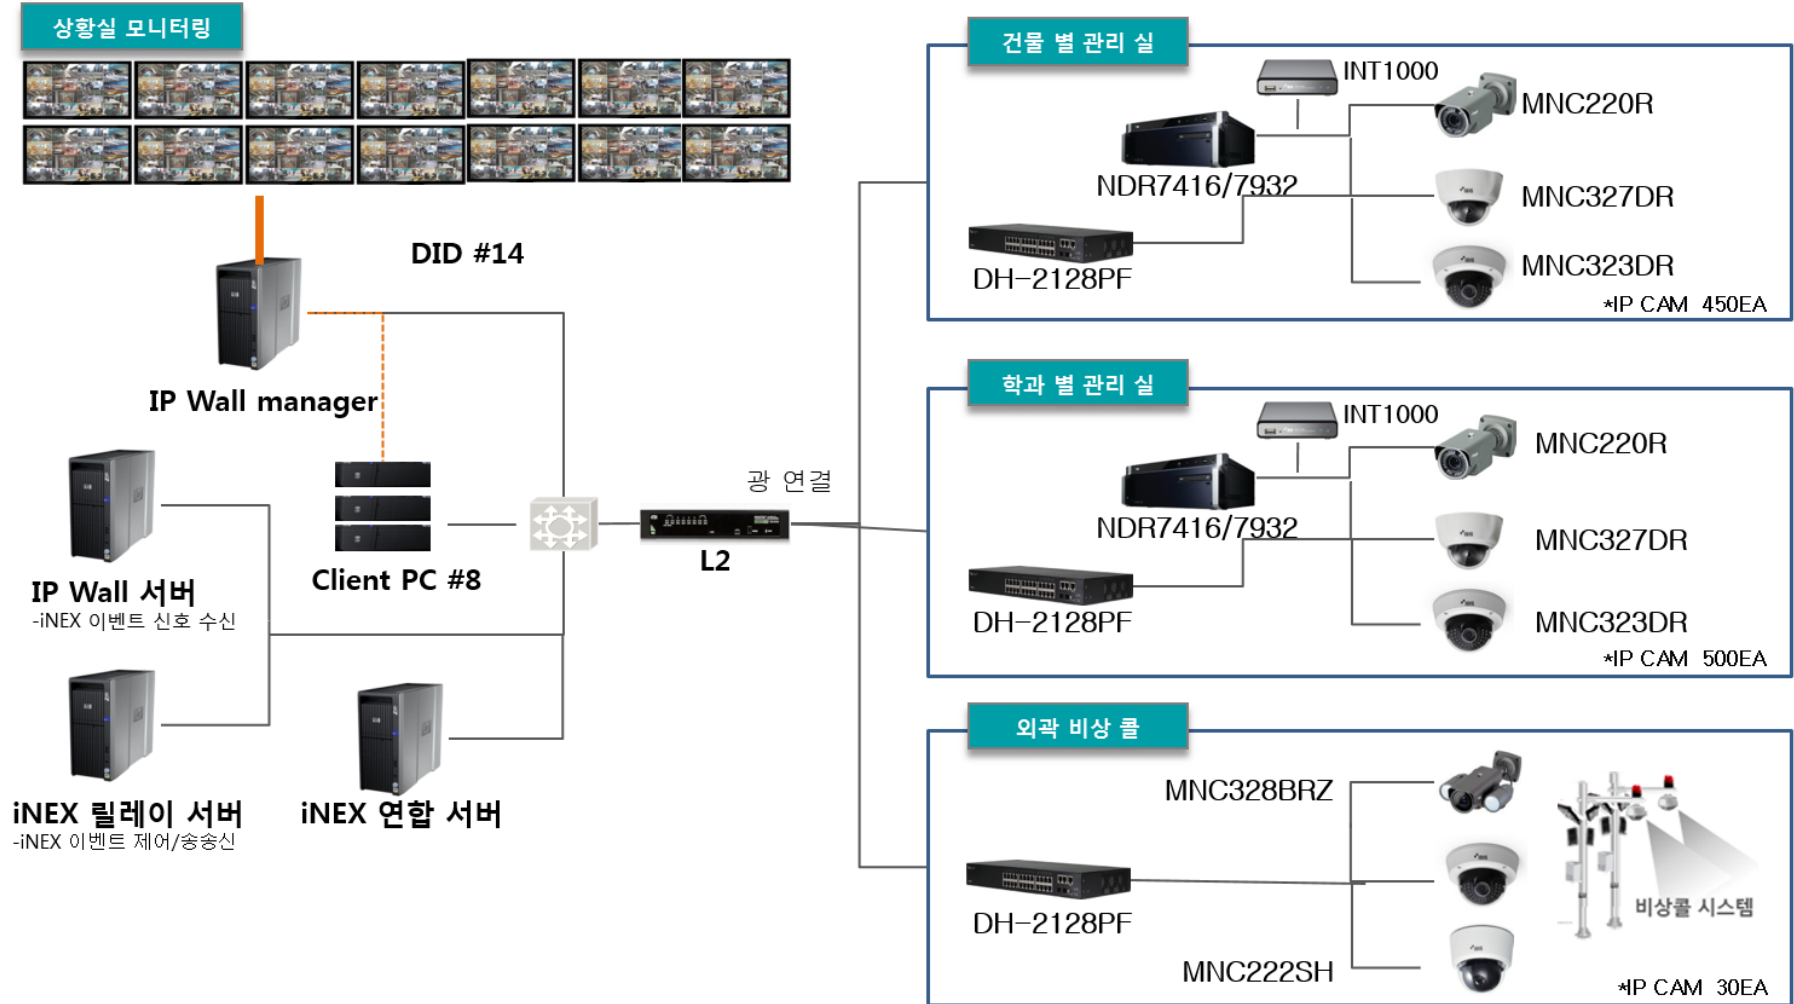 상황실 모니터링
DID #14
IP Wall manager
IP Wall 서버
-iNEX 이벤트 신호 수신
Client PC #8
iNEX 릴레이 서버
-iNEX 이벤트 제어/송송신
iNEX 연합 서버
L2
광 연결
건물 별 관리 실
INT1000
MNC220R
NDR7416/7932
MNC327DR
DH-2128PF
MNC323DR
*IP CAM 450EA
학과 별 관리 실
INT1000
MNC220R
NDR7416/7932
MNC327DR
DH-2128PF
MNC323DR
*IP CAM 500EA
외곽 비상 콜
MNC328BRZ
DH-2128PF
비상콜 시스템
MNC222SH
*IP CAM 30EA